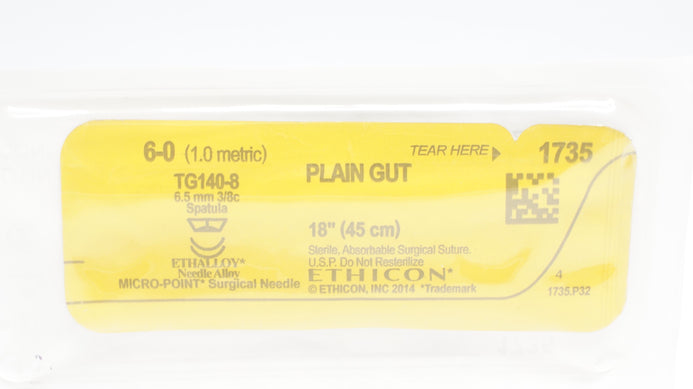 6-0 (1.0 metric)
TEAR HERE
1735
TG140-8
6.5 mm 3/8c
Spatula
PLAIN GUT
18" (45 cm)
Sterile, Absorbable Surgical Suture.
U.S.P. Do Not Resterilize
ETHALLOY*
Needle Alloy
MICRO-POINT* Surgical Needle
ETHICON*
© ETHICON, INC 2014 *Trademark
4
1735.P32